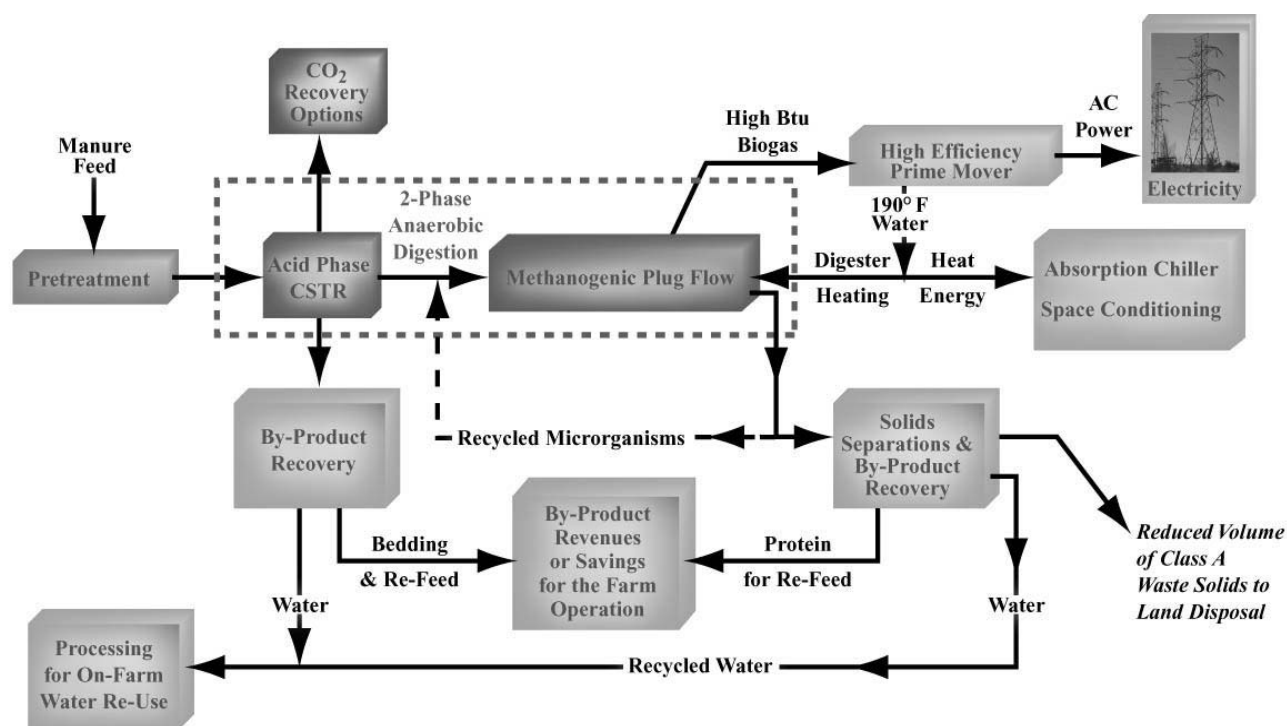 CO2
Recovery
Options
Manure
Feed
High Btu
Biogas
AC
Power
High Efficiency
Prime Mover
Electricity
2-Phase
Anaerobic
Digestion
190° F
Water
Pretreatment
Acid Phase
CSTR
Methanogenic Plug Flow
Digester
Heating
Heat
Energy
Absorption Chiller
Space Conditioning
By-Product
Recovery
Recycled Microrganisms
Solids
Separations &
By-Product
Recovery
Bedding
& Re-Feed
By-Product
Revenues
or Savings
for the Farm
Operation
Protein
for Re-Feed
Reduced Volume
of Class A
Waste Solids to
Land Disposal
Water
Water
Processing
for On-Farm
Water Re-Use
Recycled Water